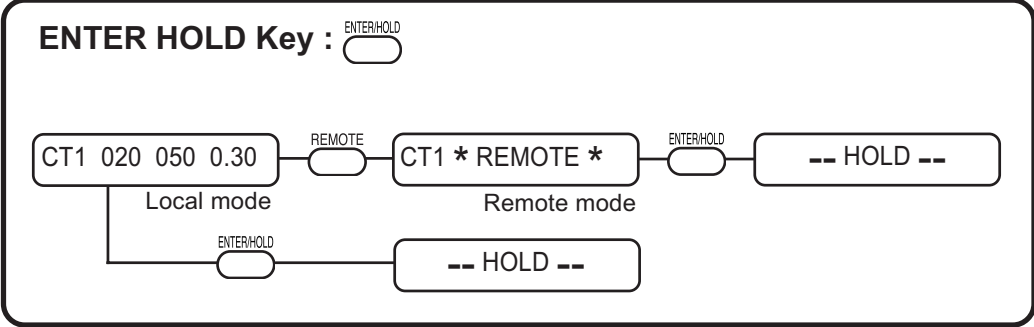 ENTER HOLD Key : ENTER/HOLD
CT1 020 050 0.30 REMOTE CT1 * REMOTE * ENTER/HOLD -- HOLD --
Local mode Remote mode
ENTER/HOLD -- HOLD --